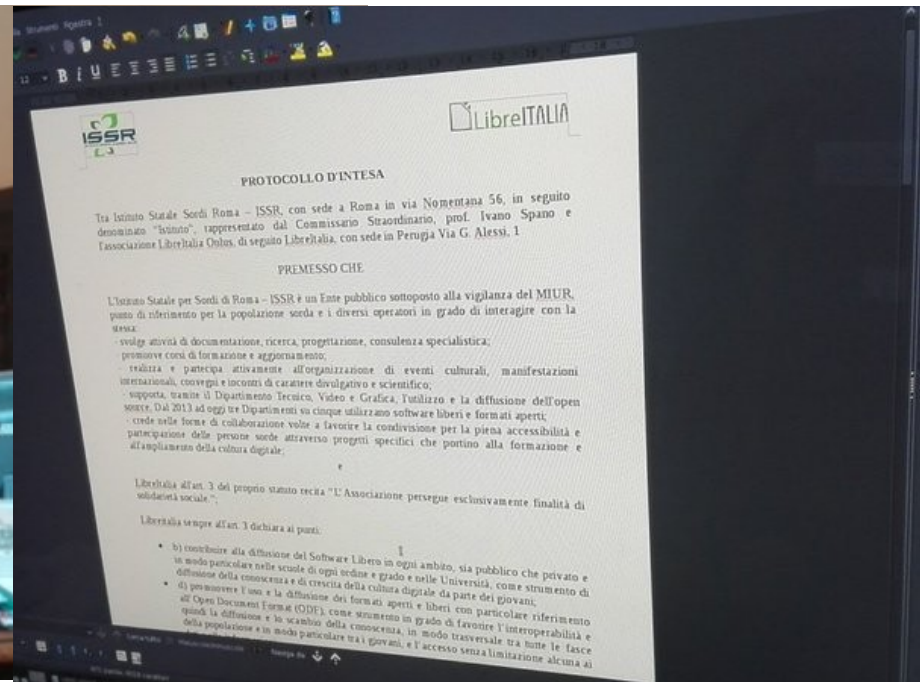 Strumenti Finestra
12
B i U
ISSR
LibreITALIA
PROTOCOLLO D'INTESA
Tra Istituto Statale Sordi Roma – ISSR, con sede a Roma in via Nomentana 56, in seguito
denominato "Istituto", rappresentato dal Commissario Straordinario, prof. Ivano Spano e
l'associazione LibreItalia Onlus, di seguito LibreItalia, con sede in Perugia Via G. Alessi, 1
PREMESSO CHE
L'Istituto Statale per Sordi di Roma – ISSR è un Ente pubblico sottoposto alla vigilanza del MIUR,
punto di riferimento per la popolazione sorda e i diversi operatori in grado di interagire con la
stessa:
- svolge attività di documentazione, ricerca, progettazione, consulenza specialistica;
- promuove corsi di formazione e aggiornamento;
- realizza e partecipa attivamente all'organizzazione di eventi culturali, manifestazioni
internazionali, convegni e incontri di carattere divulgativo e scientifico;
- supporta, tramite il Dipartimento Tecnico, Video e Grafica, l'utilizzo e la diffusione dell'open
source. Dal 2013 ad oggi tre Dipartimenti su cinque utilizzano software liberi e formati aperti;
- crede nelle forme di collaborazione volte a favorire la condivisione per la piena accessibilità e
partecipazione delle persone sorde attraverso progetti specifici che portino alla formazione e
all'ampliamento della cultura digitale;
e
LibreItalia all'art. 3 del proprio statuto recita "L'Associazione persegue esclusivamente finalità di
solidarietà sociale.";
Libreitalia sempre all'art. 3 dichiara ai punti:
• b) contribuire alla diffusione del Software Libero in ogni ambito, sia pubblico che privato e
in modo particolare nelle scuole di ogni ordine e grado e nelle Università, come strumento di
diffusione della conoscenza e di crescita della cultura digitale da parte dei giovani;
• d) promuovere l'uso e la diffusione dei formati aperti e liberi con particolare riferimento
all'Open Document Format (ODF), come strumento in grado di favorire l'interoperabilità e
quindi la diffusione e lo scambio della conoscenza, in modo trasversale tra tutte le fasce
della popolazione e in modo particolare tra i giovani, e l'accesso senza limitazione alcuna ai